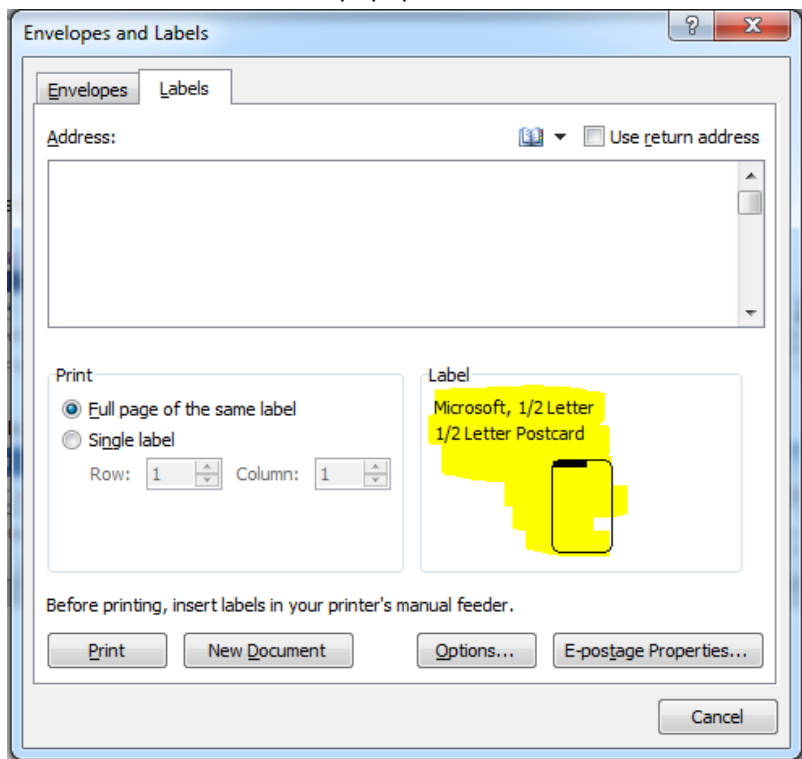 Envelopes and Labels
Envelopes Labels
Address: Use return address
Print
Full page of the same label
Single label
Row: 1 Column: 1
Label
Microsoft, 1/2 Letter
1/2 Letter Postcard
Before printing, insert labels in your printer's manual feeder.
Print New Document Options... E-postage Properties...
Cancel